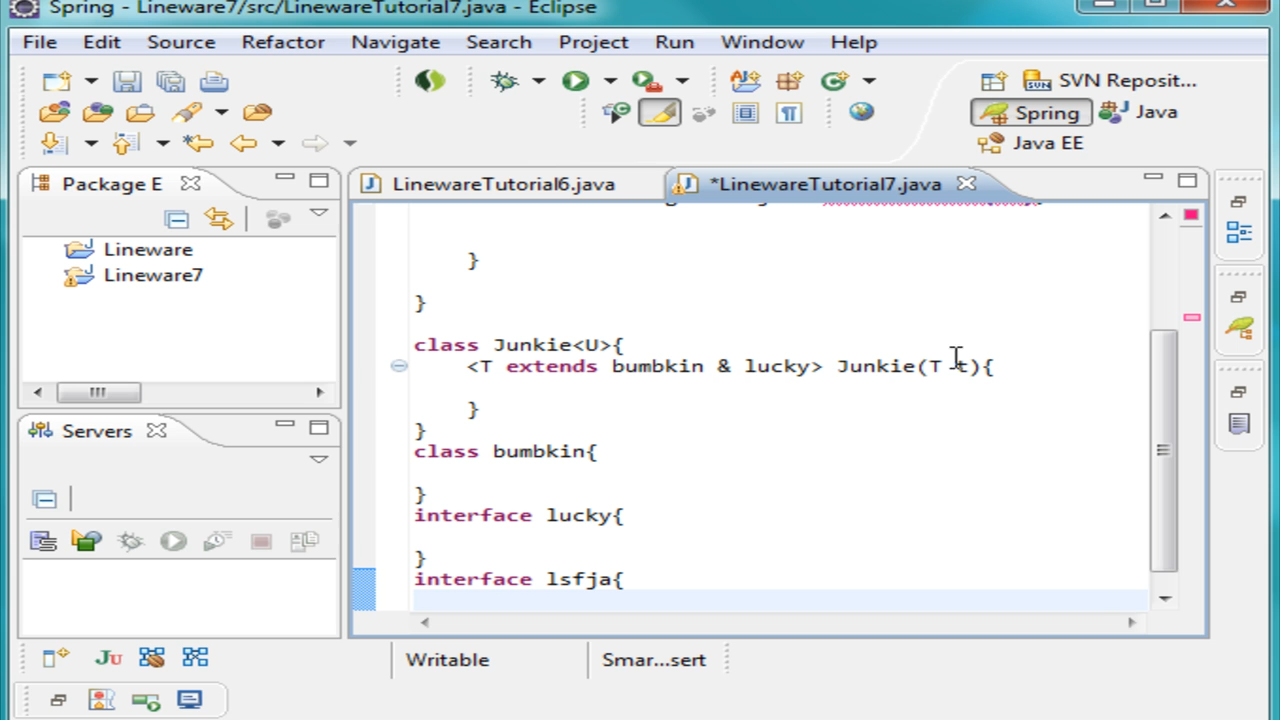 Spring - Lineware7/src/LinewareTutorial7.java - Eclipse
File Edit Source Refactor Navigate Search Project Run Window Help
SVN Reposit...
Spring Java
Java EE
Package E
LinewareTutorial6.java
*LinewareTutorial7.java
Lineware
Lineware7
}
}
class Junkie<U>{
<T extends bumbkin & lucky> Junkie(T t){
}
}
class bumbkin{
}
interface lucky{
}
interface lsfja{
Servers
Writable
Smar...sert
Ju